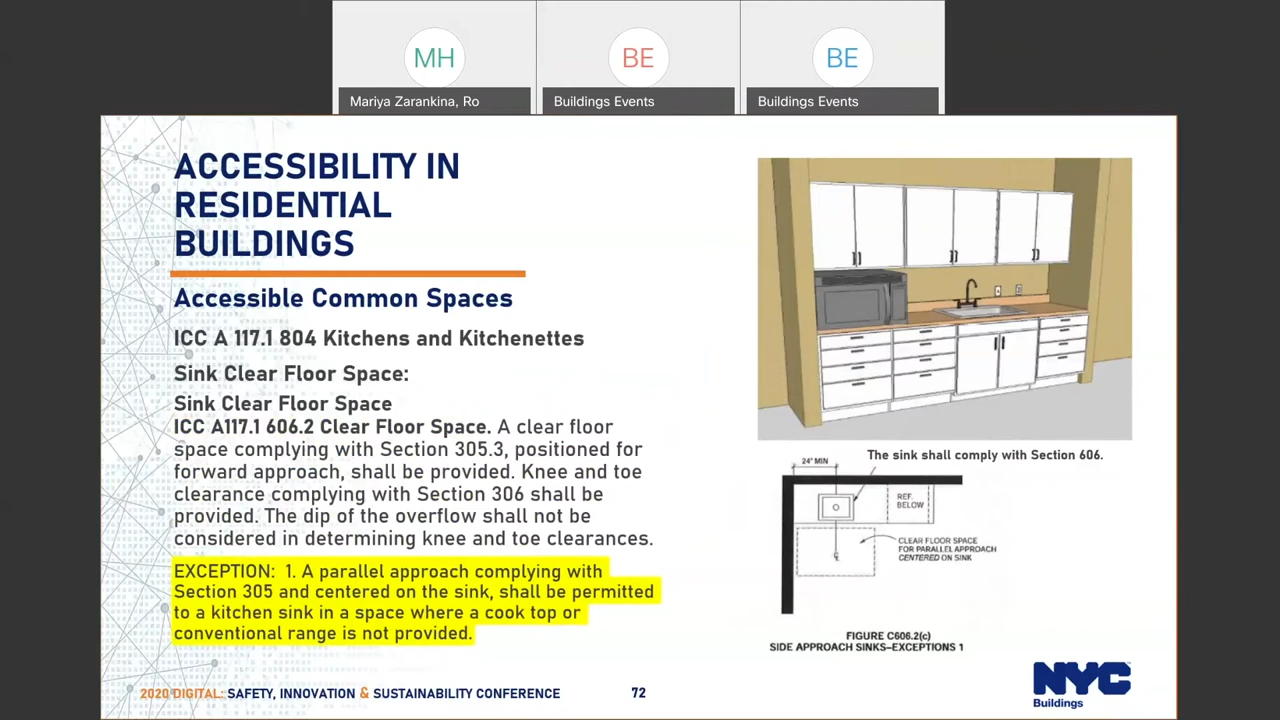 MH
BE
BE
Mariya Zarankina, Ro
Buildings Events
Buildings Events
ACCESSIBILITY IN
RESIDENTIAL
BUILDINGS
Accessible Common Spaces
ICC A 117.1 804 Kitchens and Kitchenettes
Sink Clear Floor Space:
Sink Clear Floor Space
ICC A117.1 606.2 Clear Floor Space. A clear floor
space complying with Section 305.3, positioned for
forward approach, shall be provided. Knee and toe
clearance complying with Section 306 shall be
provided. The dip of the overflow shall not be
considered in determining knee and toe clearances.
EXCEPTION: 1. A parallel approach complying with
Section 305 and centered on the sink, shall be permitted
to a kitchen sink in a space where a cook top or
conventional range is not provided.
The sink shall comply with Section 606.
24" MIN
REF.
BELOW
CLEAR FLOOR SPACE
FOR PARALLEL APPROACH
CENTERED ON SINK
FIGURE C606.2(c)
SIDE APPROACH SINKS–EXCEPTIONS 1
2020 DIGITAL: SAFETY, INNOVATION & SUSTAINABILITY CONFERENCE
72
NYC
Buildings